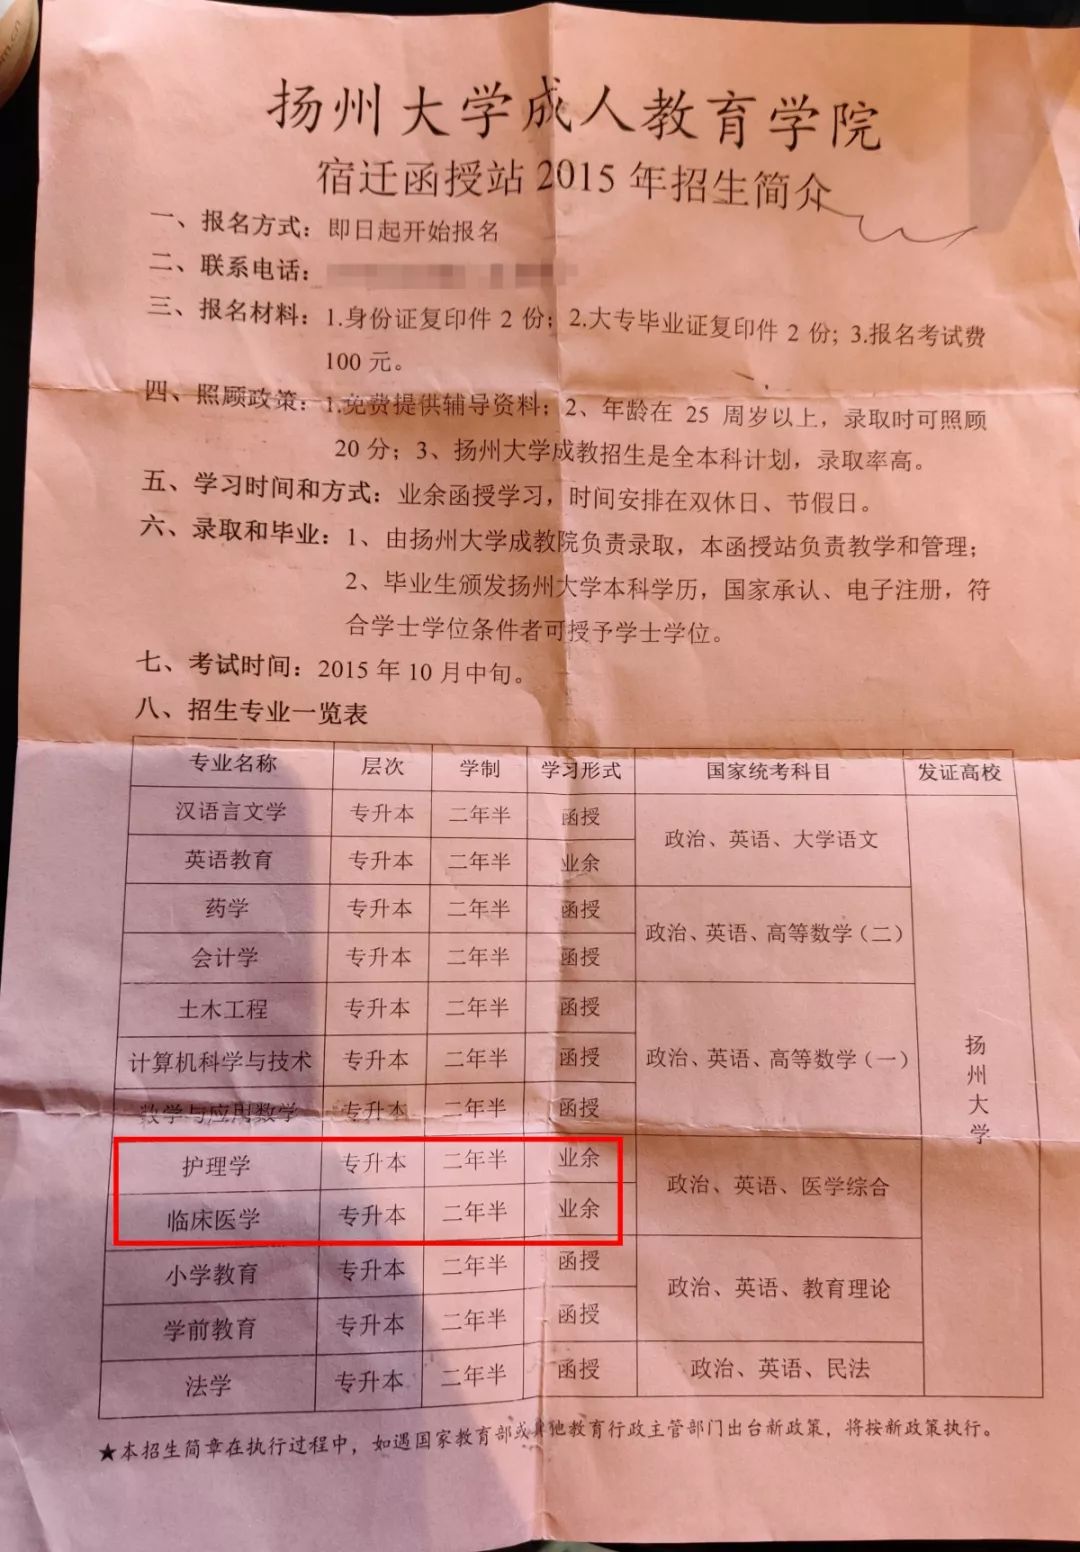 扬州大学成人教育学院
宿迁函授站 2015 年招生简介
一、报名方式：即日起开始报名
二、联系电话：
三、报名材料：1.身份证复印件 2 份；2.大专毕业证复印件 2 份; 3.报名考试费
100 元。
四、照顾政策：1.免费提供辅导资料；2、年龄在 25 周岁以上，录取时可照顾
20 分；3、扬州大学成教招生是全本科计划，录取率高。
五、学习时间和方式：业余函授学习，时间安排在双休日、节假日。
六、录取和毕业：1、由扬州大学成教院负责录取，本函授站负责教学和管理；
2、毕业生颁发扬州大学本科学历，国家承认、电子注册，符
合学士学位条件者可授予学士学位。
七、考试时间：2015 年 10 月中旬。
八、招生专业一览表
专业名称 层次 学制 学习形式 国家统考科目 发证高校
汉语言文学 专升本 二年半 函授 政治、英语、大学语文
英语教育 专升本 二年半 业余
药学 专升本 二年半 函授 政治、英语、高等数学（二）
会计学 专升本 二年半 函授
土木工程 专升本 二年半 函授 政治、英语、高等数学（一）
计算机科学与技术 专升本 二年半 函授
数学与应用数学 专升本 二年半 函授
扬州大学
护理学 专升本 二年半 业余 政治、英语、医学综合
临床医学 专升本 二年半 业余
小学教育 专升本 二年半 函授 政治、英语、教育理论
学前教育 专升本 二年半 函授
法学 专升本 二年半 函授 政治、英语、民法
★本招生简章在执行过程中，如遇国家教育部或其他教育行政主管部门出台新政策，将按新政策执行。